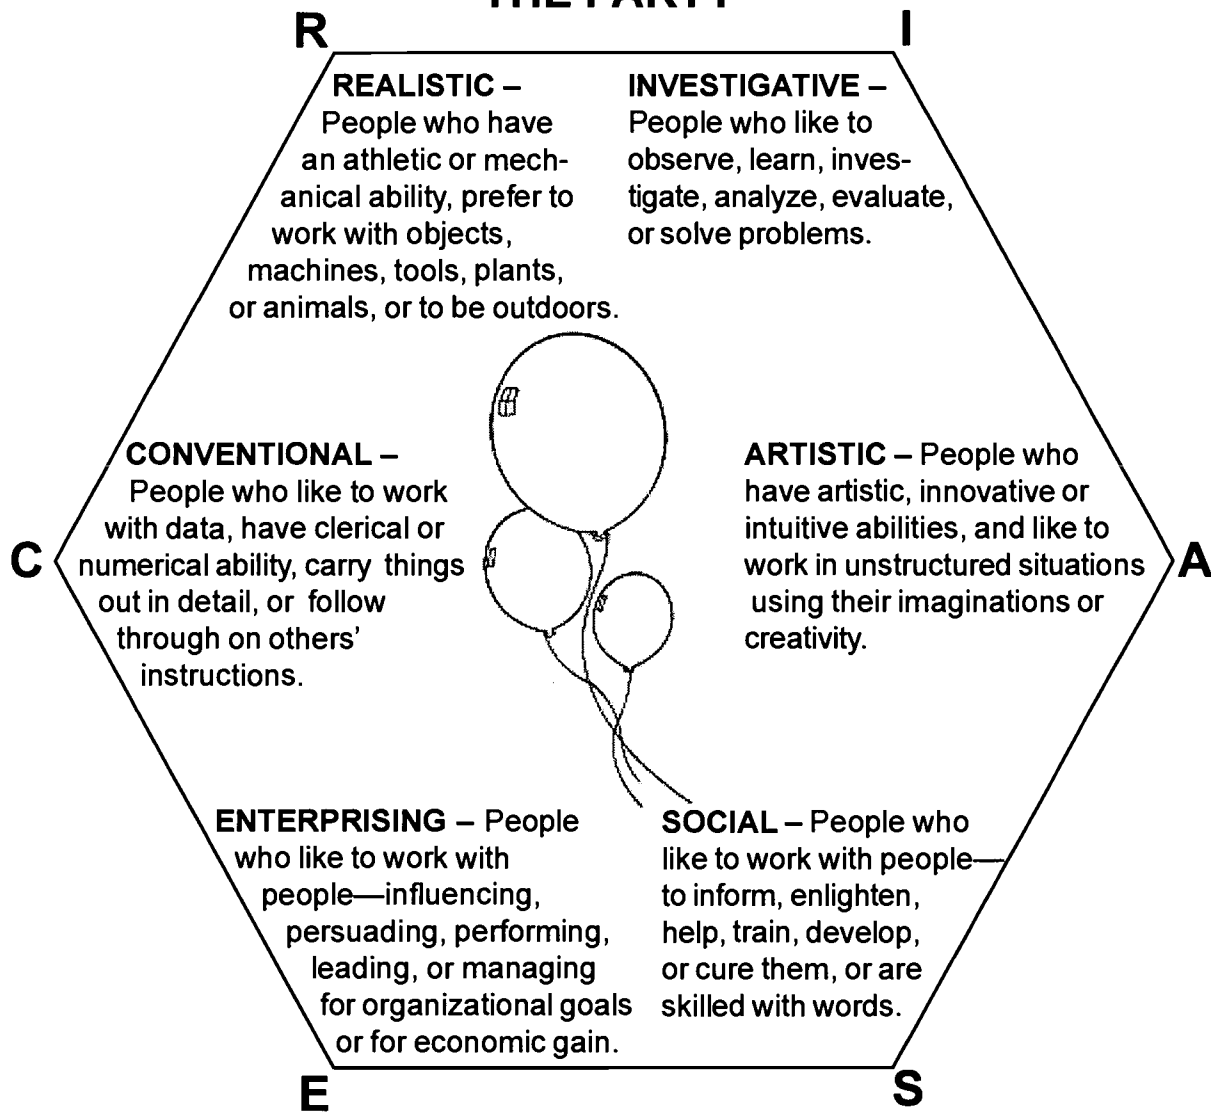 THE PARTY
R
I
REALISTIC –
People who have
an athletic or mech-
anical ability, prefer to
work with objects,
machines, tools, plants,
or animals, or to be outdoors.
INVESTIGATIVE –
People who like to
observe, learn, inves-
tigate, analyze, evaluate,
or solve problems.
C
CONVENTIONAL –
People who like to work
with data, have clerical or
numerical ability, carry things
out in detail, or follow
through on others’
instructions.
ARTISTIC – People who
have artistic, innovative or
intuitive abilities, and like to
work in unstructured situations
using their imaginations or
creativity.
A
ENTERPRISING – People
who like to work with
people—influencing,
persuading, performing,
leading, or managing
for organizational goals
or for economic gain.
SOCIAL – People who
like to work with people—
to inform, enlighten,
help, train, develop,
or cure them, or are
skilled with words.
E
S